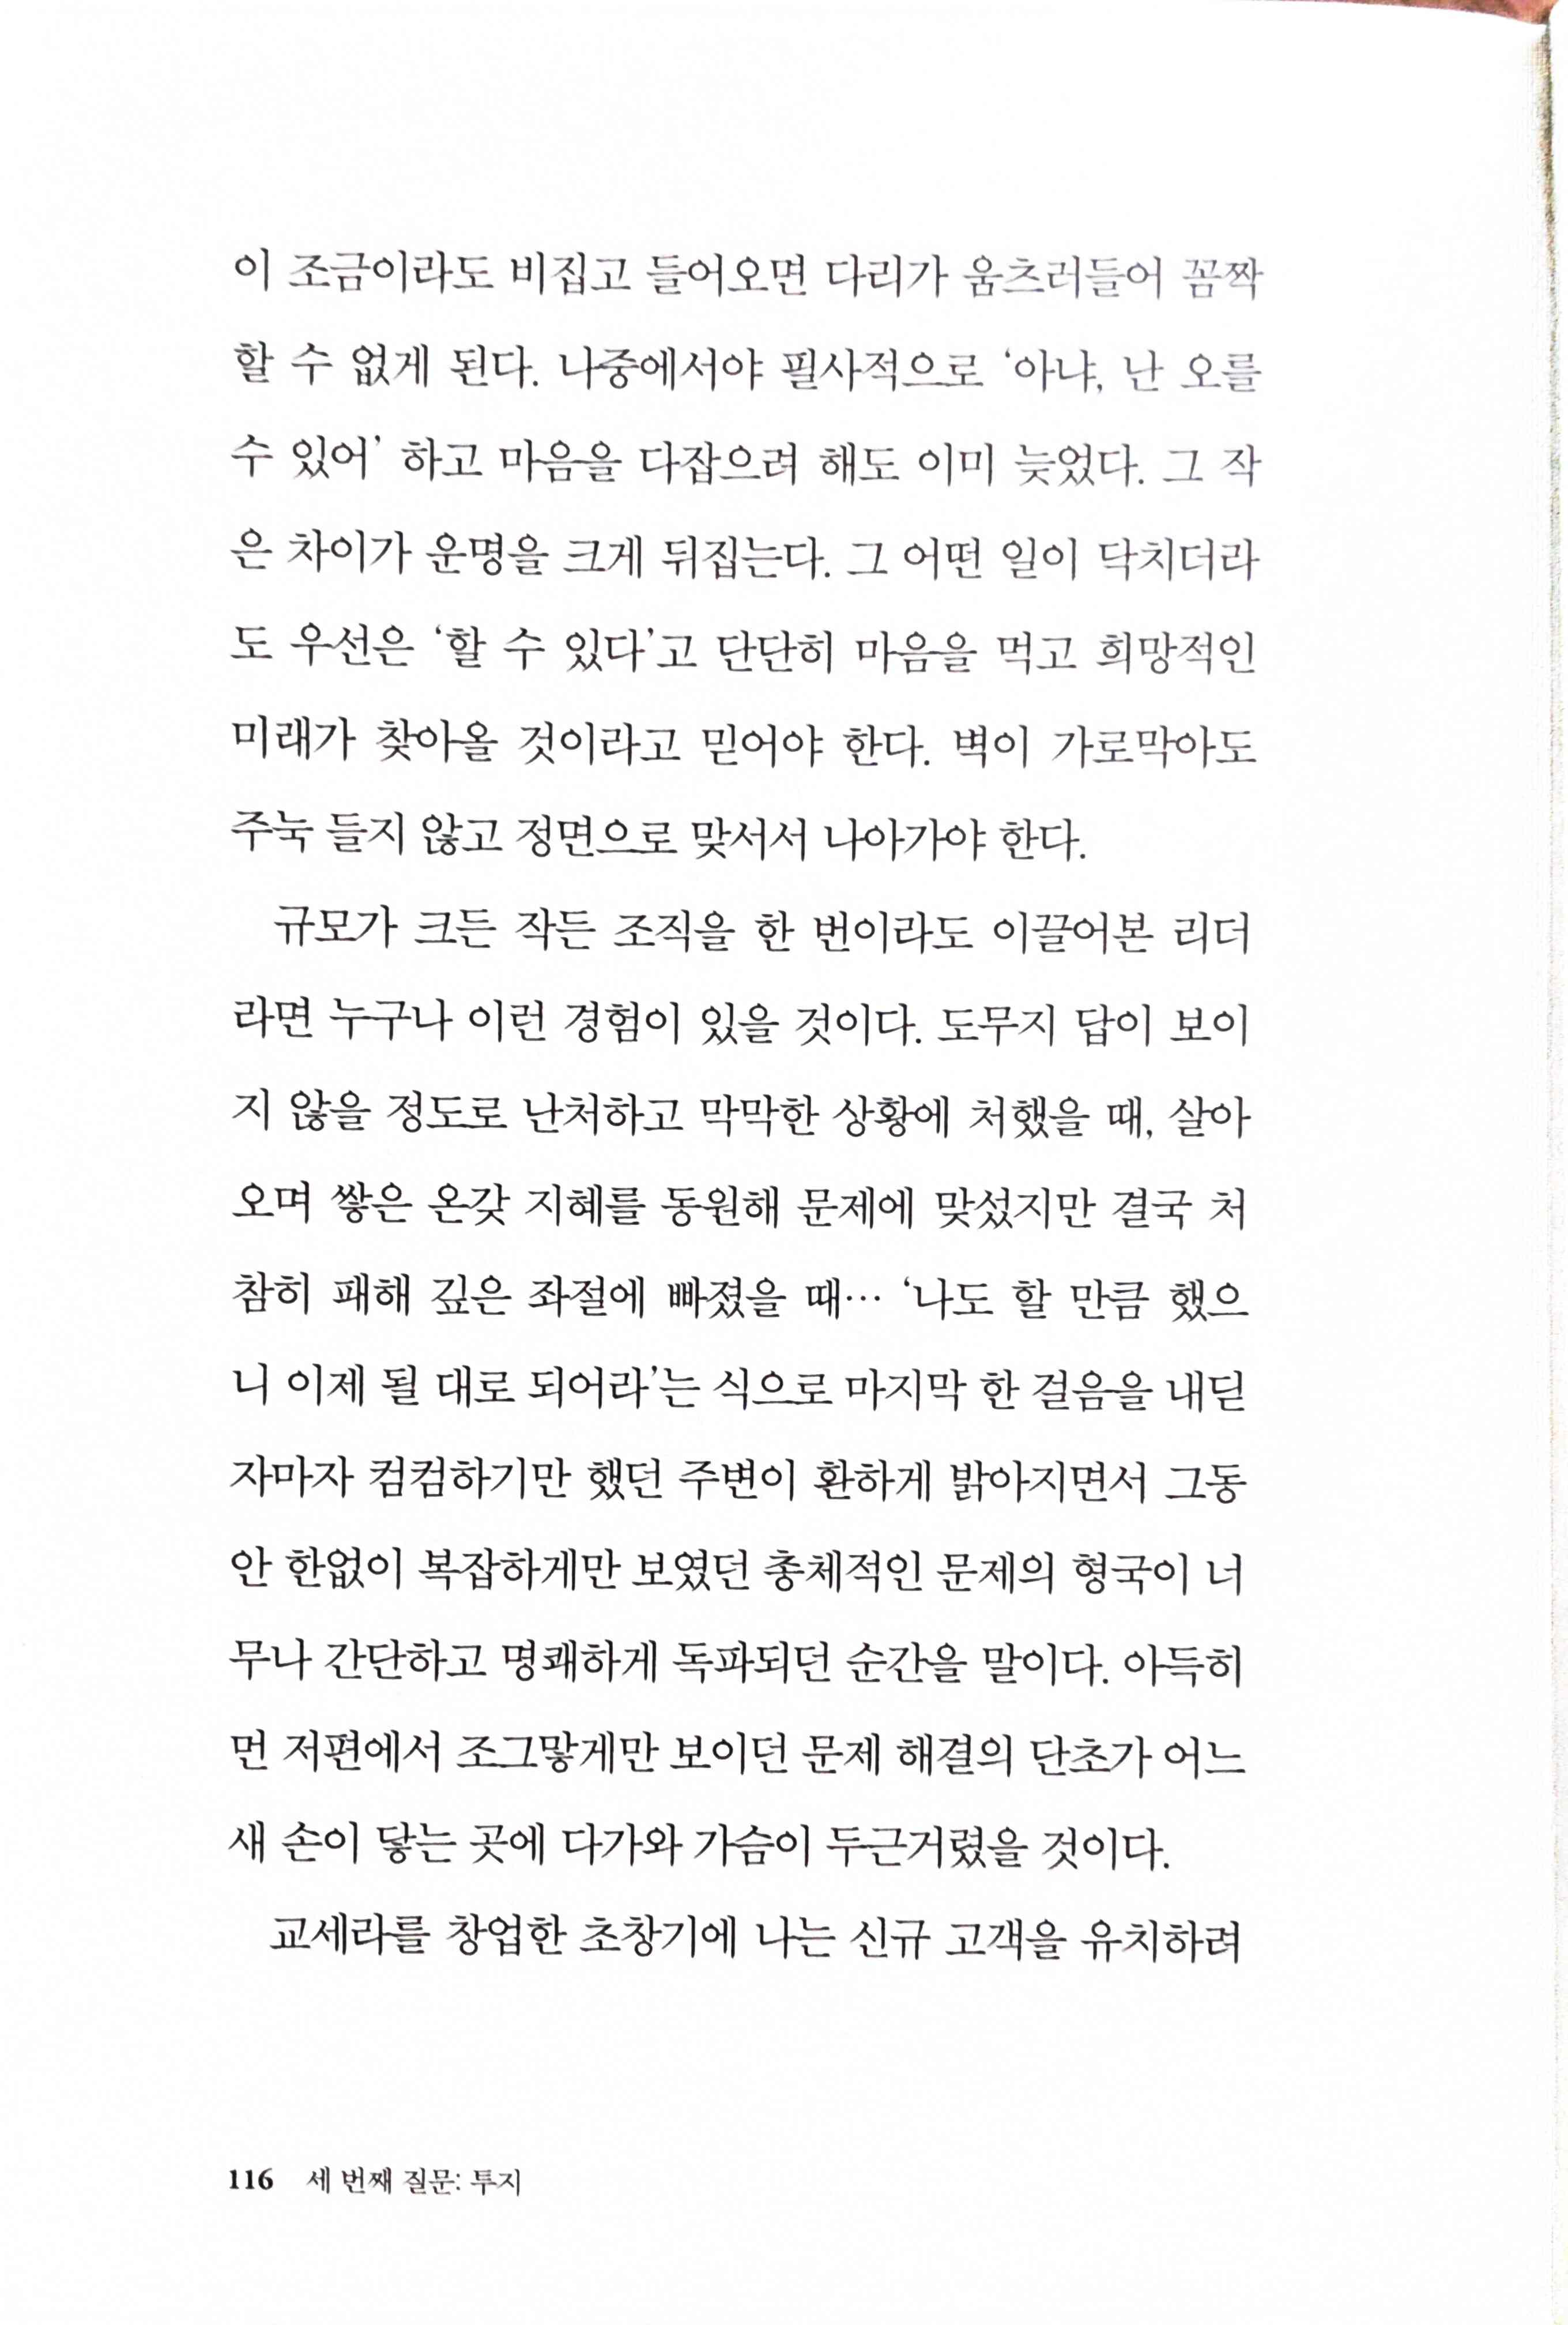 이 조금이라도 비집고 들어오면 다리가 움츠러들어 꼼짝
할 수 없게 된다. 나중에서야 필사적으로 ‘아냐, 난 오를
수 있어’ 하고 마음을 다잡으려 해도 이미 늦었다. 그 작
은 차이가 운명을 크게 뒤집는다. 그 어떤 일이 닥치더라
도 우선은 ‘할 수 있다’고 단단히 마음을 먹고 희망적인
미래가 찾아올 것이라고 믿어야 한다. 벽이 가로막아도
주눅 들지 않고 정면으로 맞서서 나아가야 한다.
규모가 크든 작든 조직을 한 번이라도 이끌어본 리더
라면 누구나 이런 경험이 있을 것이다. 도무지 답이 보이
지 않을 정도로 난처하고 막막한 상황에 처했을 때, 살아
오며 쌓은 온갖 지혜를 동원해 문제에 맞섰지만 결국 처
참히 패해 깊은 좌절에 빠졌을 때… ‘나도 할 만큼 했으
니 이제 될 대로 되어라’는 식으로 마지막 한 걸음을 내딛
자마자 컴컴하기만 했던 주변이 환하게 밝아지면서 그동
안 한없이 복잡하게만 보였던 총체적인 문제의 형국이 너
무나 간단하고 명쾌하게 독파되던 순간을 말이다. 아득히
먼 저편에서 조그맣게만 보이던 문제 해결의 단초가 어느
새 손이 닿는 곳에 다가와 가슴이 두근거렸을 것이다.
교세라를 창업한 초창기에 나는 신규 고객을 유치하려
116 세 번째 질문: 투지